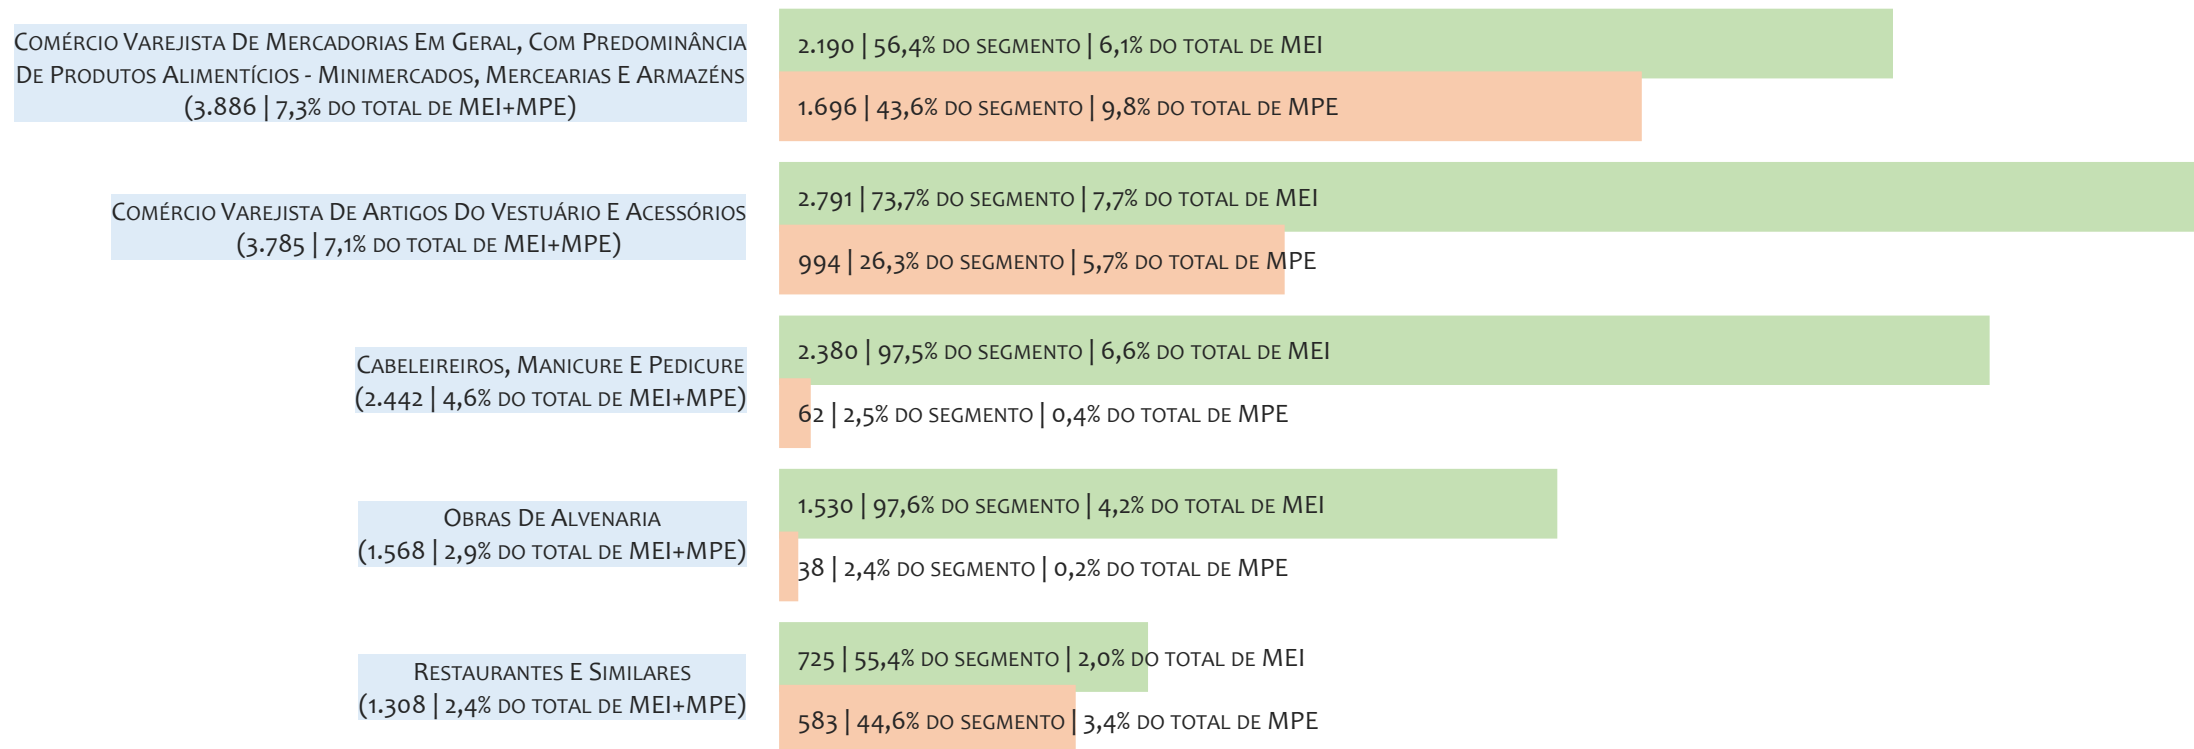 Comércio Varejista De Mercadorias Em Geral, Com Predominância
De Produtos Alimentícios - Minimercados, Mercearias E Armazéns
(3.886 | 7,3% do total de MEI+MPE)
2.190 | 56,4% do segmento | 6,1% do total de MEI
1.696 | 43,6% do segmento | 9,8% do total de MPE
Comércio Varejista De Artigos Do Vestuário E Acessórios
(3.785 | 7,1% do total de MEI+MPE)
2.791 | 73,7% do segmento | 7,7% do total de MEI
994 | 26,3% do segmento | 5,7% do total de MPE
Cabeleireiros, Manicure E Pedicure
(2.442 | 4,6% do total de MEI+MPE)
2.380 | 97,5% do segmento | 6,6% do total de MEI
62 | 2,5% do segmento | 0,4% do total de MPE
Obras De Alvenaria
(1.568 | 2,9% do total de MEI+MPE)
1.530 | 97,6% do segmento | 4,2% do total de MEI
38 | 2,4% do segmento | 0,2% do total de MPE
Restaurantes E Similares
(1.308 | 2,4% do total de MEI+MPE)
725 | 55,4% do segmento | 2,0% do total de MEI
583 | 44,6% do segmento | 3,4% do total de MPE